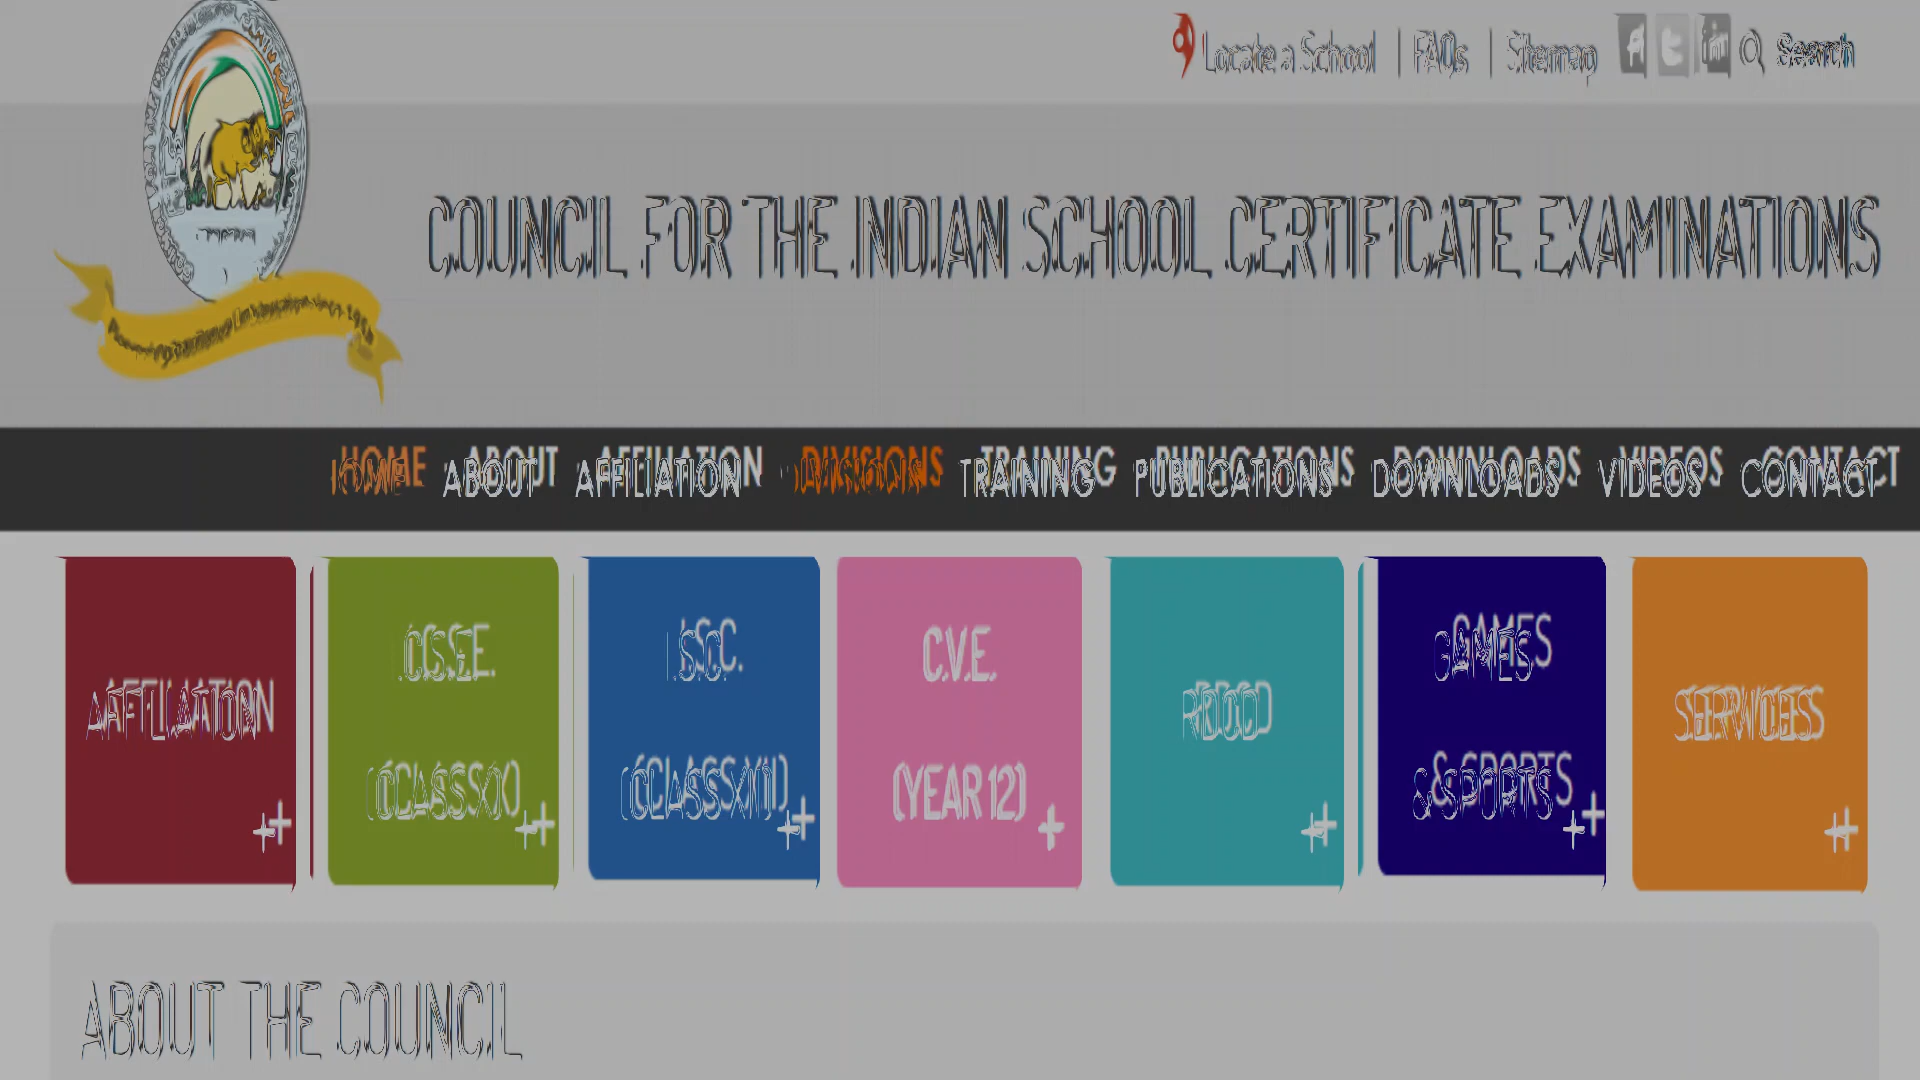 Locate a School | FAQs | Sitemap Search
COUNCIL FOR THE INDIAN SCHOOL CERTIFICATE EXAMINATIONS
HOME ABOUT AFFILIATION DIVISIONS TRAINING PUBLICATIONS DOWNLOADS VIDEOS CONTACT
AFFILIATION
+
I.C.S.E.
(CLASS X)
+
I.S.C.
(CLASS XII)
+
C.V.E.
(YEAR 12)
+
RDCD
+
GAMES
& SPORTS
+
SERVICES
+
ABOUT THE COUNCIL